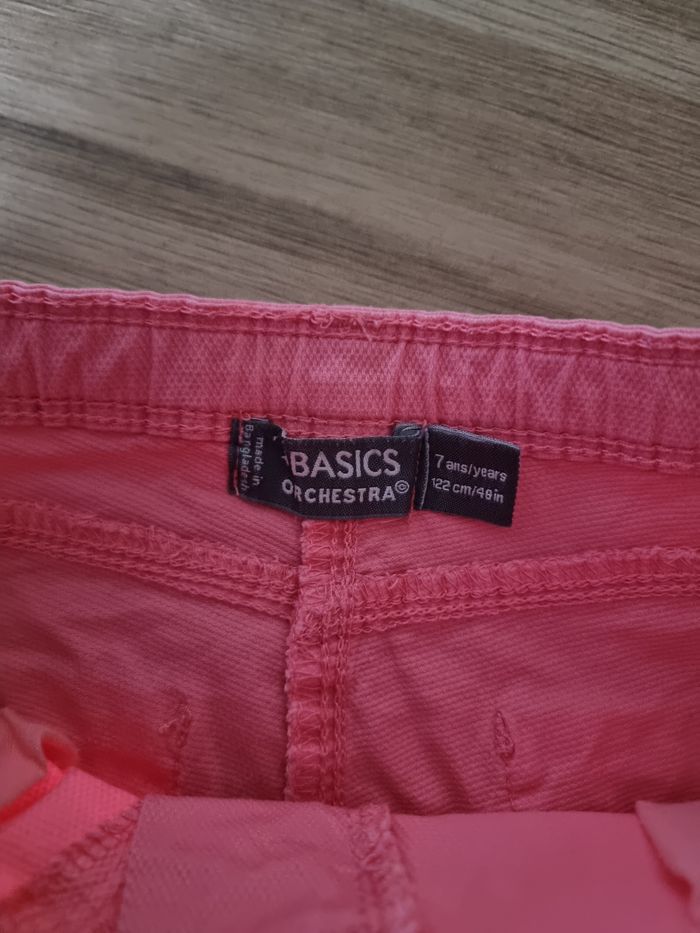 made in
Bangladesh
BASICS
ORCHESTRA©
7 ans/years
122 cm/48in